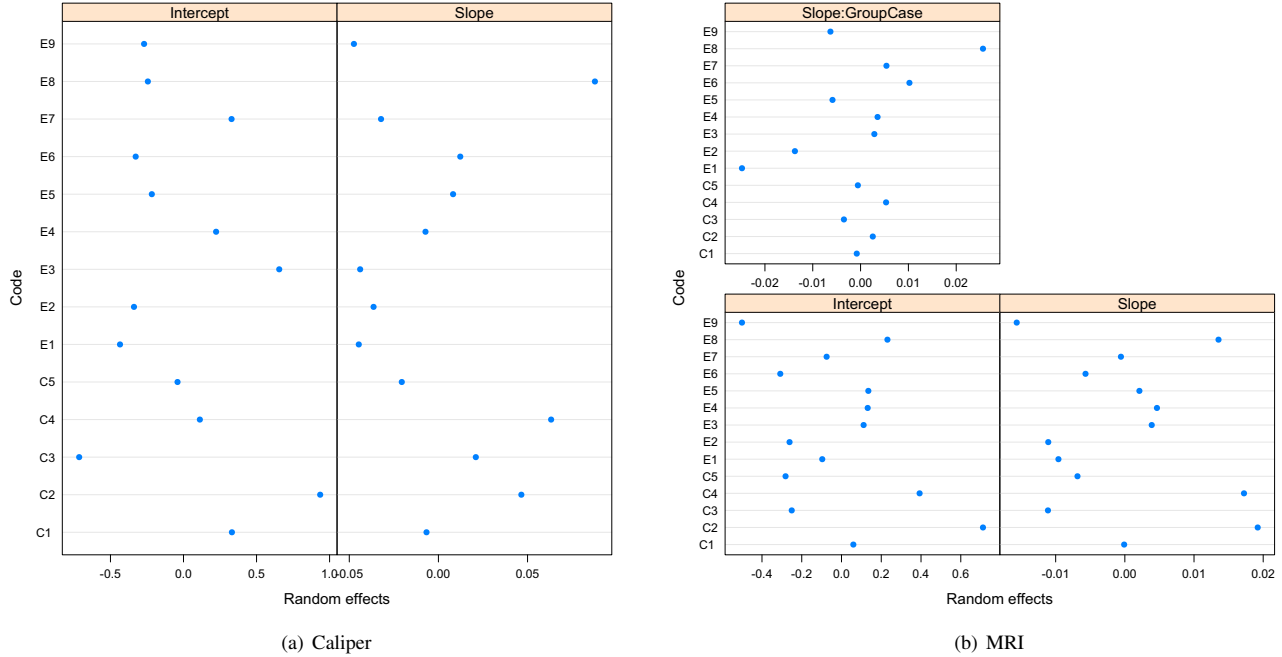 Intercept Slope
E9
E8
E7
E6
E5
E4
E3
E2
E1
C5
C4
C3
C2
C1
Code
-0.5 0.0 0.5 1.0 -0.05 0.00 0.05
Random effects
(a) Caliper
Slope:GroupCase
E9
E8
E7
E6
E5
E4
E3
E2
E1
C5
C4
C3
C2
C1
-0.02 -0.01 0.00 0.01 0.02
Code
Intercept Slope
E9
E8
E7
E6
E5
E4
E3
E2
E1
C5
C4
C3
C2
C1
-0.4 -0.2 0.0 0.2 0.4 0.6 -0.01 0.00 0.01 0.02
Random effects
(b) MRI